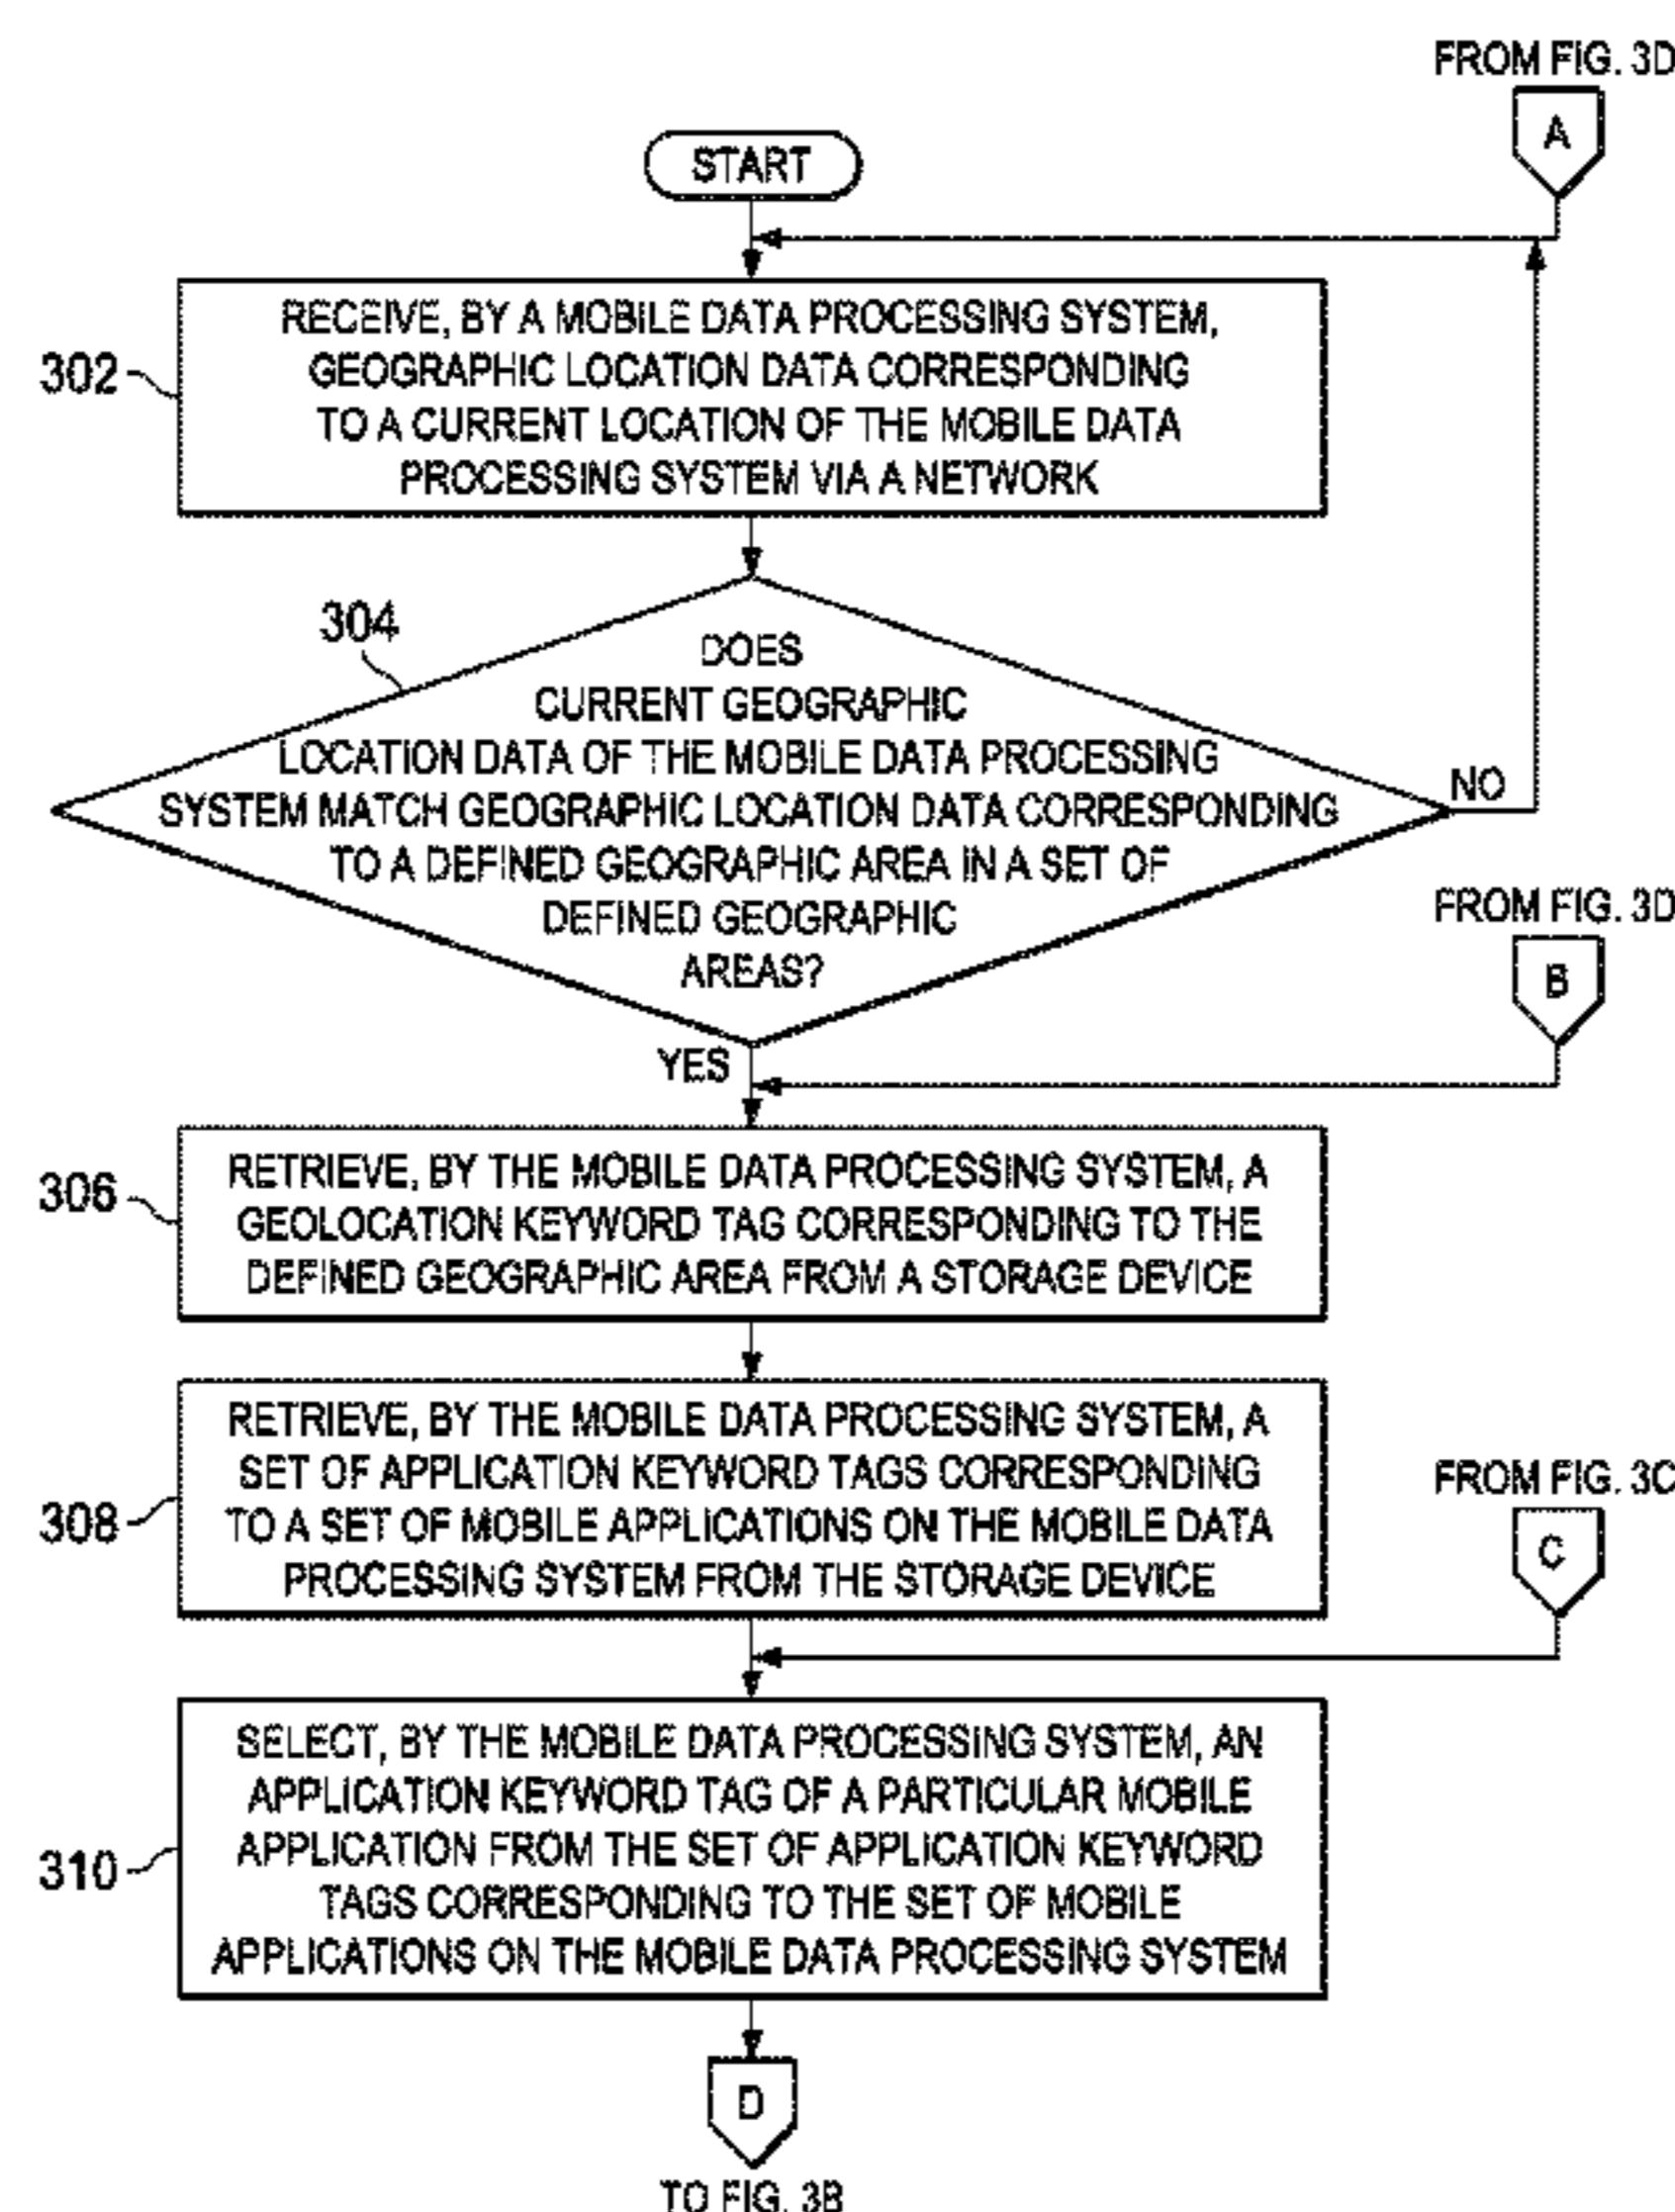 FROM FIG. 3D
A
START
302
RECEIVE, BY A MOBILE DATA PROCESSING SYSTEM,
GEOGRAPHIC LOCATION DATA CORRESPONDING
TO A CURRENT LOCATION OF THE MOBILE DATA
PROCESSING SYSTEM VIA A NETWORK
304
DOES
CURRENT GEOGRAPHIC
LOCATION DATA OF THE MOBILE DATA PROCESSING
SYSTEM MATCH GEOGRAPHIC LOCATION DATA CORRESPONDING
TO A DEFINED GEOGRAPHIC AREA IN A SET OF
DEFINED GEOGRAPHIC
AREAS?
NO
FROM FIG. 3D
B
YES
306
RETRIEVE, BY THE MOBILE DATA PROCESSING SYSTEM, A
GEOLOCATION KEYWORD TAG CORRESPONDING TO THE
DEFINED GEOGRAPHIC AREA FROM A STORAGE DEVICE
308
RETRIEVE, BY THE MOBILE DATA PROCESSING SYSTEM, A
SET OF APPLICATION KEYWORD TAGS CORRESPONDING
TO A SET OF MOBILE APPLICATIONS ON THE MOBILE DATA
PROCESSING SYSTEM FROM THE STORAGE DEVICE
FROM FIG. 3C
C
310
SELECT, BY THE MOBILE DATA PROCESSING SYSTEM, AN
APPLICATION KEYWORD TAG OF A PARTICULAR MOBILE
APPLICATION FROM THE SET OF APPLICATION KEYWORD
TAGS CORRESPONDING TO THE SET OF MOBILE
APPLICATIONS ON THE MOBILE DATA PROCESSING SYSTEM
D
TO FIG. 3B